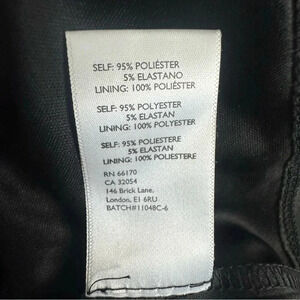 SELF: 95% POLIÉSTER
5% ELASTANO
LINING: 100% POLIÉSTER
SELF: 95% POLYESTER
5% ELASTAN
LINING: 100% POLYESTER
SELF: 95% POLIESTERE
5% ELASTAN
LINING: 100% POLIESTERE
RN 66170
CA 32054
146 Brick Lane,
London, E1 6RU
BATCH#11048C-6